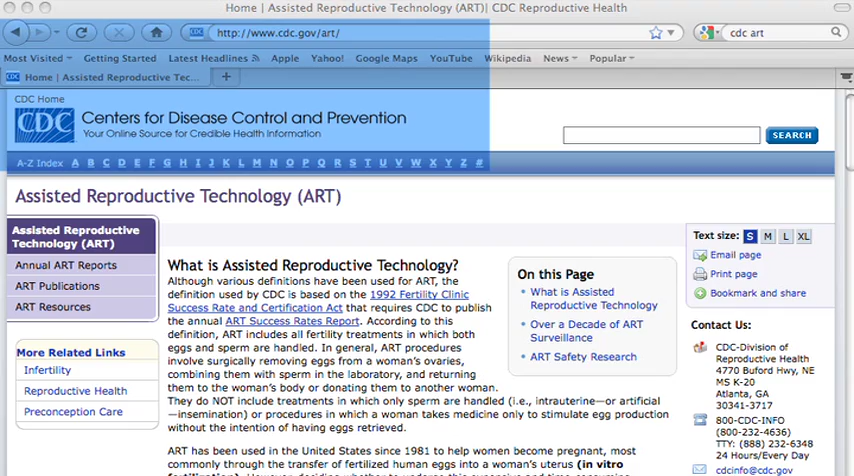 Home | Assisted Reproductive Technology (ART)| CDC Reproductive Health
CDC http://www.cdc.gov/art/
cdc art
Most Visited Getting Started Latest Headlines Apple Yahoo! Google Maps YouTube Wikipedia News Popular
CDC Home | Assisted Reproductive Tec...
CDC Home
CDC
Centers for Disease Control and Prevention
Your Online Source for Credible Health Information
SEARCH
A-Z Index A B C D E F G H I J K L M N O P Q R S T U V W X Y Z #
Assisted Reproductive Technology (ART)
Assisted Reproductive
Technology (ART)
Annual ART Reports
ART Publications
ART Resources
More Related Links
Infertility
Reproductive Health
Preconception Care
What is Assisted Reproductive Technology?
Although various definitions have been used for ART, the
definition used by CDC is based on the 1992 Fertility Clinic
Success Rate and Certification Act that requires CDC to publish
the annual ART Success Rates Report. According to this
definition, ART includes all fertility treatments in which both
eggs and sperm are handled. In general, ART procedures
involve surgically removing eggs from a woman's ovaries,
combining them with sperm in the laboratory, and returning
them to the woman's body or donating them to another woman.
They do NOT include treatments in which only sperm are handled (i.e., intrauterine—or artificial
—insemination) or procedures in which a woman takes medicine only to stimulate egg production
without the intention of having eggs retrieved.
ART has been used in the United States since 1981 to help women become pregnant, most
commonly through the transfer of fertilized human eggs into a woman's uterus (in vitro
On this Page
What is Assisted
Reproductive Technology
Over a Decade of ART
Surveillance
ART Safety Research
Text size: S M L XL
Email page
Print page
Bookmark and share
Contact Us:
CDC-Division of
Reproductive Health
4770 Buford Hwy, NE
MS K-20
Atlanta, GA
30341-3717
800-CDC-INFO
(800-232-4636)
TTY: (888) 232-6348
24 Hours/Every Day
cdcinfo@cdc.gov